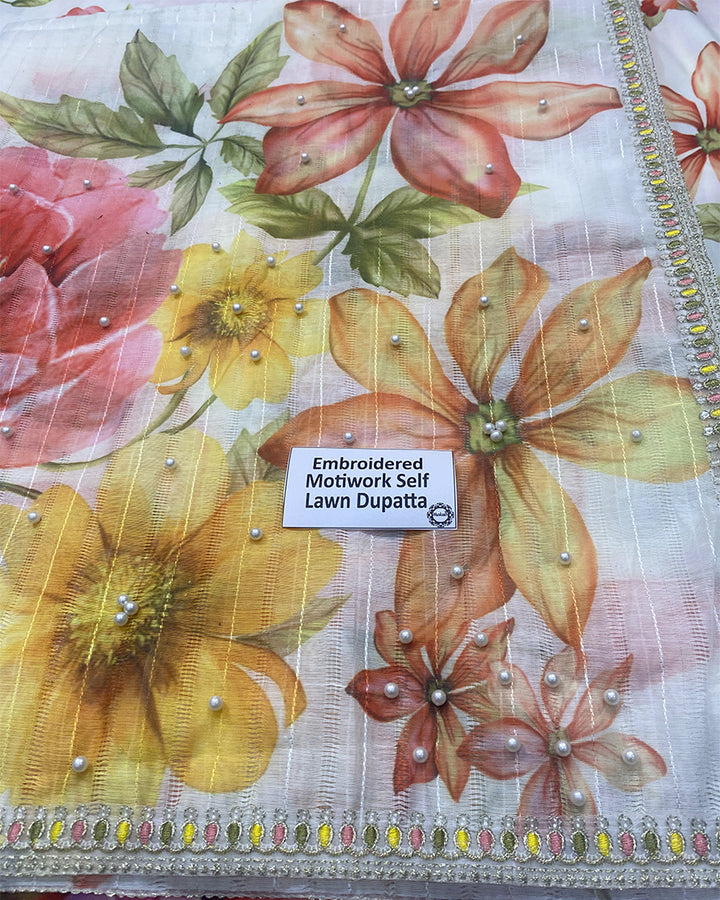 Embroidered
Motiwork Self
Lawn Dupatta